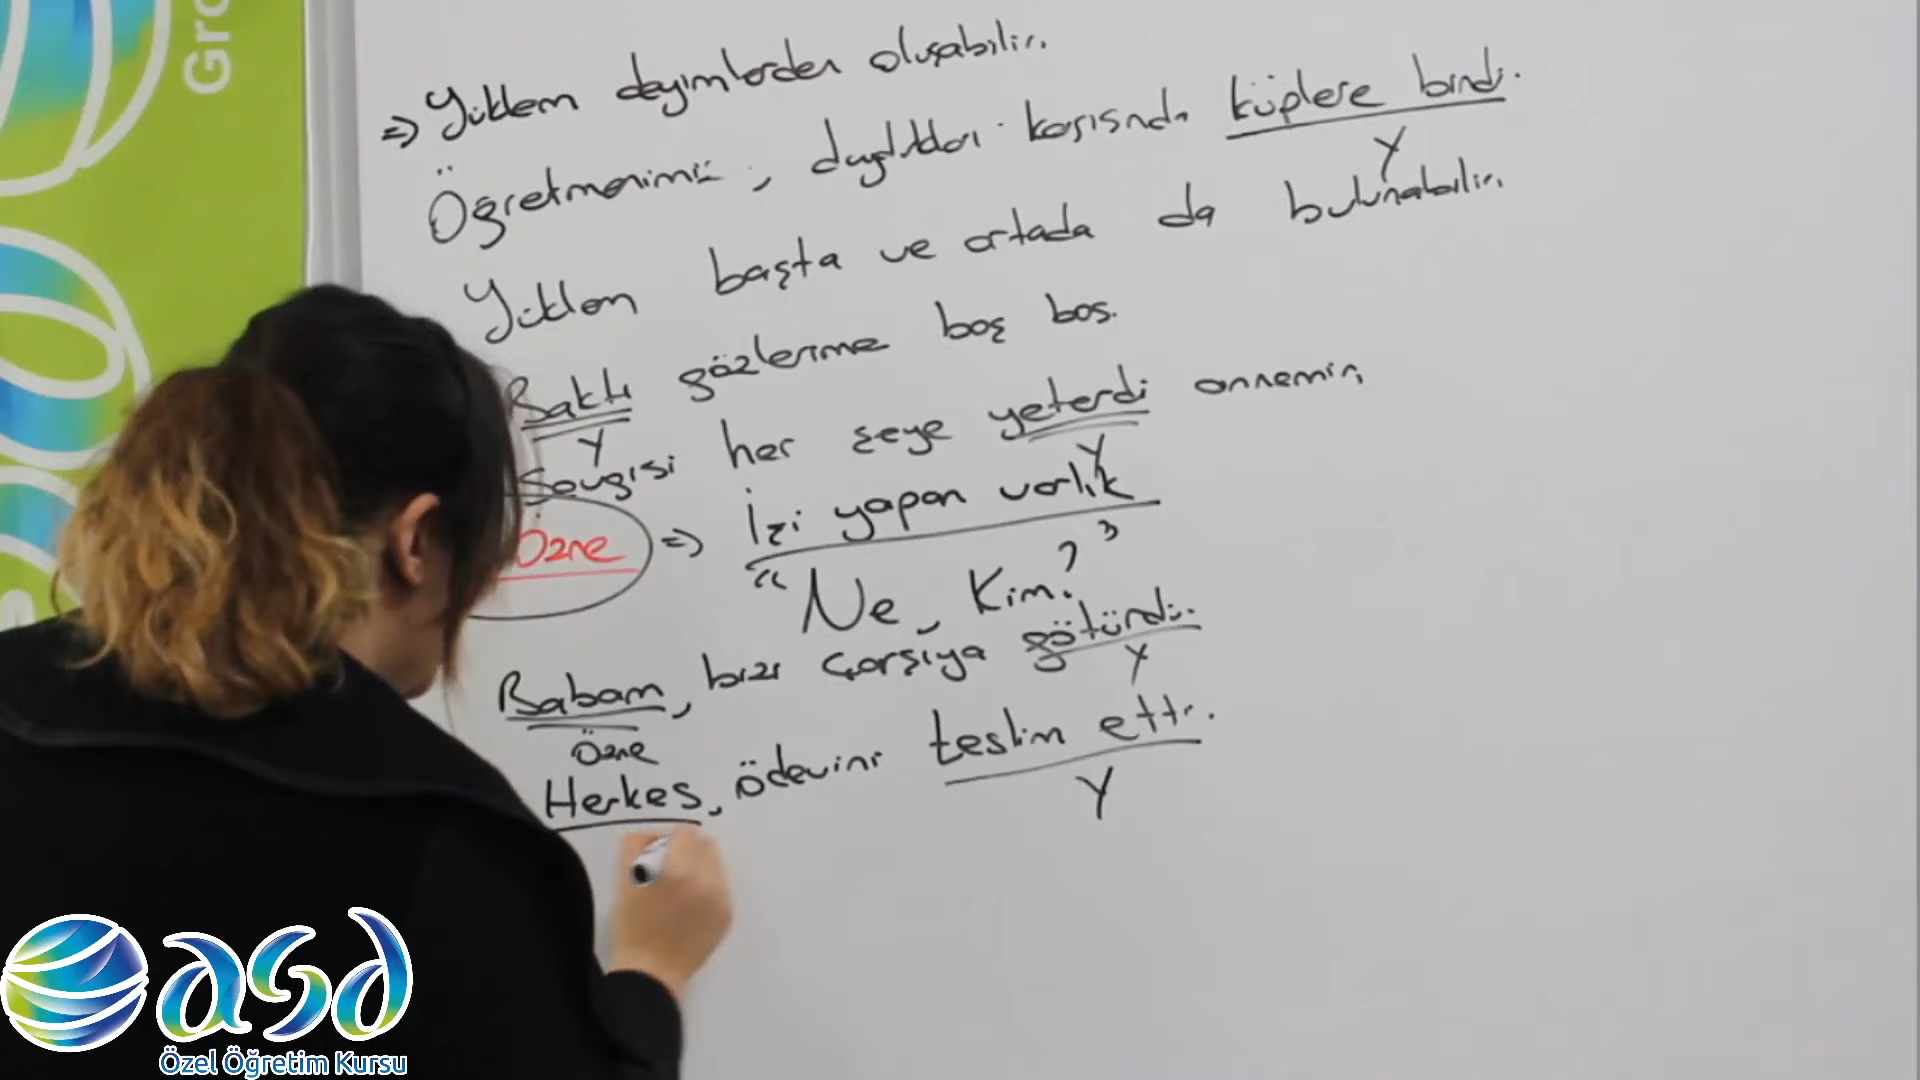 Gro
=> Yüklem deyimlerden oluşabilir.
Öğretmenimiz, duydukları karşısında küplere bindi.
Y
Yüklem başta ve ortada da bulunabilir.
Baktı gözlerime boş boş.
Y
Sevgisi her şeye yeterdi annemin
Y
Özne => İşi yapan varlık
"Ne, Kim?"
Babam, bizi çarşıya götürdü.
Özne Y
Herkes, ödevini teslim etti.
Y
asd
Özel Öğretim Kursu